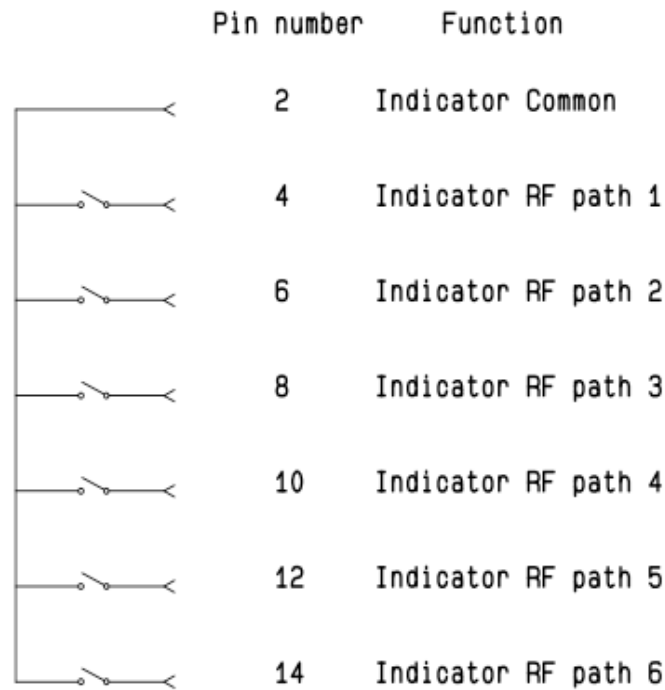 Pin number Function
2 Indicator Common
4 Indicator RF path 1
6 Indicator RF path 2
8 Indicator RF path 3
10 Indicator RF path 4
12 Indicator RF path 5
14 Indicator RF path 6